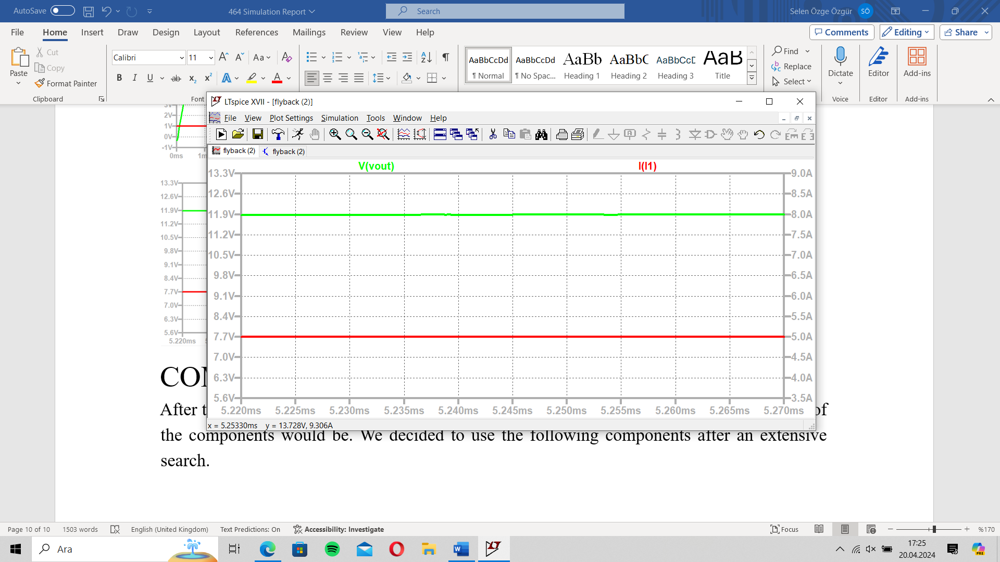 AutoSave
464 Simulation Report
Search
Selen Özge Özgür
SÖ
File Home Insert Draw Design Layout References Mailings Review View Help
Comments
Editing
Share
Paste
Cut
Copy
Format Painter
Clipboard
Calibri
11
Aa
B I U ab x₂ x²
A
Font
AaBbCcDd
¶ Normal
AaBbCcDd
¶ No Spac...
AaBb
Heading 1
AaBbC
Heading 2
AaBbCcD
Heading 3
AaB
Title
Find
Replace
Select
Dictate
Voice
Editor
Editor
Add-ins
Add-ins
LTspice XVII - [flyback (2)]
File View Plot Settings Simulation Tools Window Help
flyback (2)
flyback (2)
V(vout)
I(I1)
13.3V
12.6V
11.9V
11.2V
10.5V
9.8V
9.1V
8.4V
7.7V
7.0V
6.3V
5.6V
9.0A
8.5A
8.0A
7.5A
7.0A
6.5A
6.0A
5.5A
5.0A
4.5A
4.0A
3.5A
5.220ms 5.225ms 5.230ms 5.235ms 5.240ms 5.245ms 5.250ms 5.255ms 5.260ms 5.265ms 5.270ms
x = 5.25330ms y = 13.728V, 9.306A
3V
2V
1V
0V
-1V
0ms
13.3V
12.6V
11.9V
11.2V
10.5V
9.8V
9.1V
8.4V
7.7V
7.0V
6.3V
5.6V
5.220ms
After
of
the components would be. We decided to use the following components after an extensive
search.
Page 10 of 10
1503 words
English (United Kingdom)
Text Predictions: On
Accessibility: Investigate
Focus
%170
Ara
17:25
20.04.2024
PRE